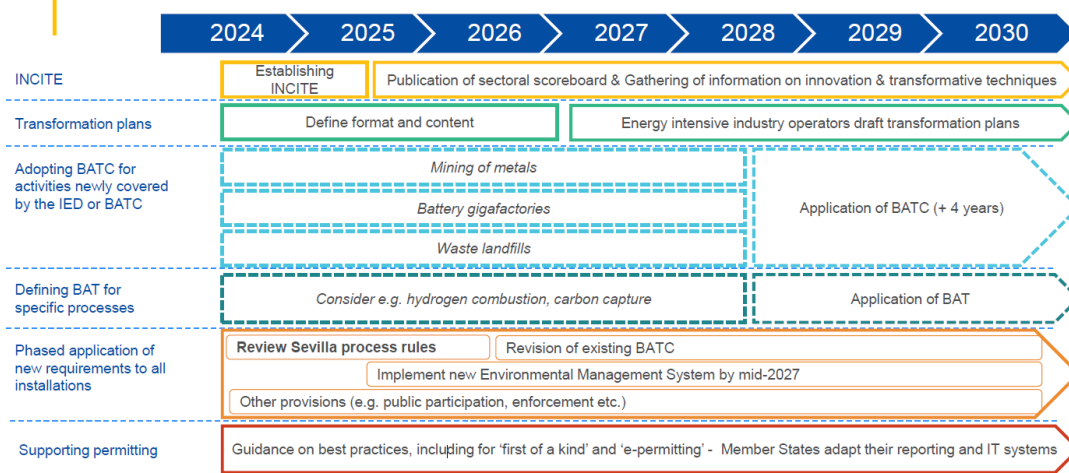 2024 2025 2026 2027 2028 2029 2030
INCITE
Establishing
INCITE
Publication of sectoral scoreboard & Gathering of information on innovation & transformative techniques
Transformation plans
Define format and content
Energy intensive industry operators draft transformation plans
Adopting BATC for
activities newly covered
by the IED or BATC
Mining of metals
Battery gigafactories
Waste landfills
Application of BATC (+ 4 years)
Defining BAT for
specific processes
Consider e.g. hydrogen combustion, carbon capture
Application of BAT
Phased application of
new requirements to all
installations
Review Sevilla process rules
Revision of existing BATC
Implement new Environmental Management System by mid-2027
Other provisions (e.g. public participation, enforcement etc.)
Supporting permitting
Guidance on best practices, including for ‘first of a kind’ and ‘e-permitting’ - Member States adapt their reporting and IT systems